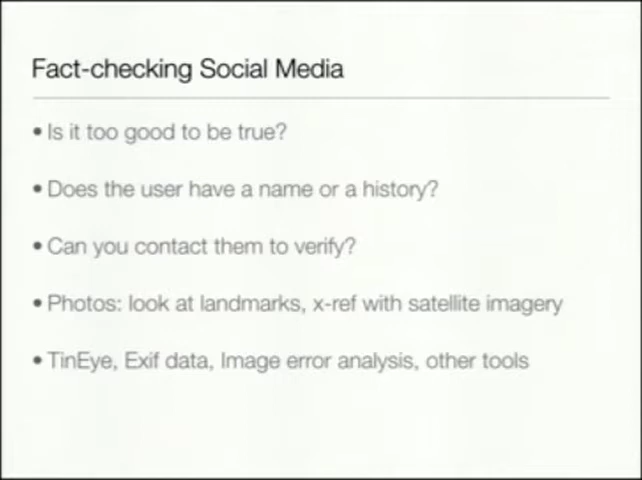 Fact-checking Social Media
• Is it too good to be true?
• Does the user have a name or a history?
• Can you contact them to verify?
• Photos: look at landmarks, x-ref with satellite imagery
• TinEye, Exif data, Image error analysis, other tools